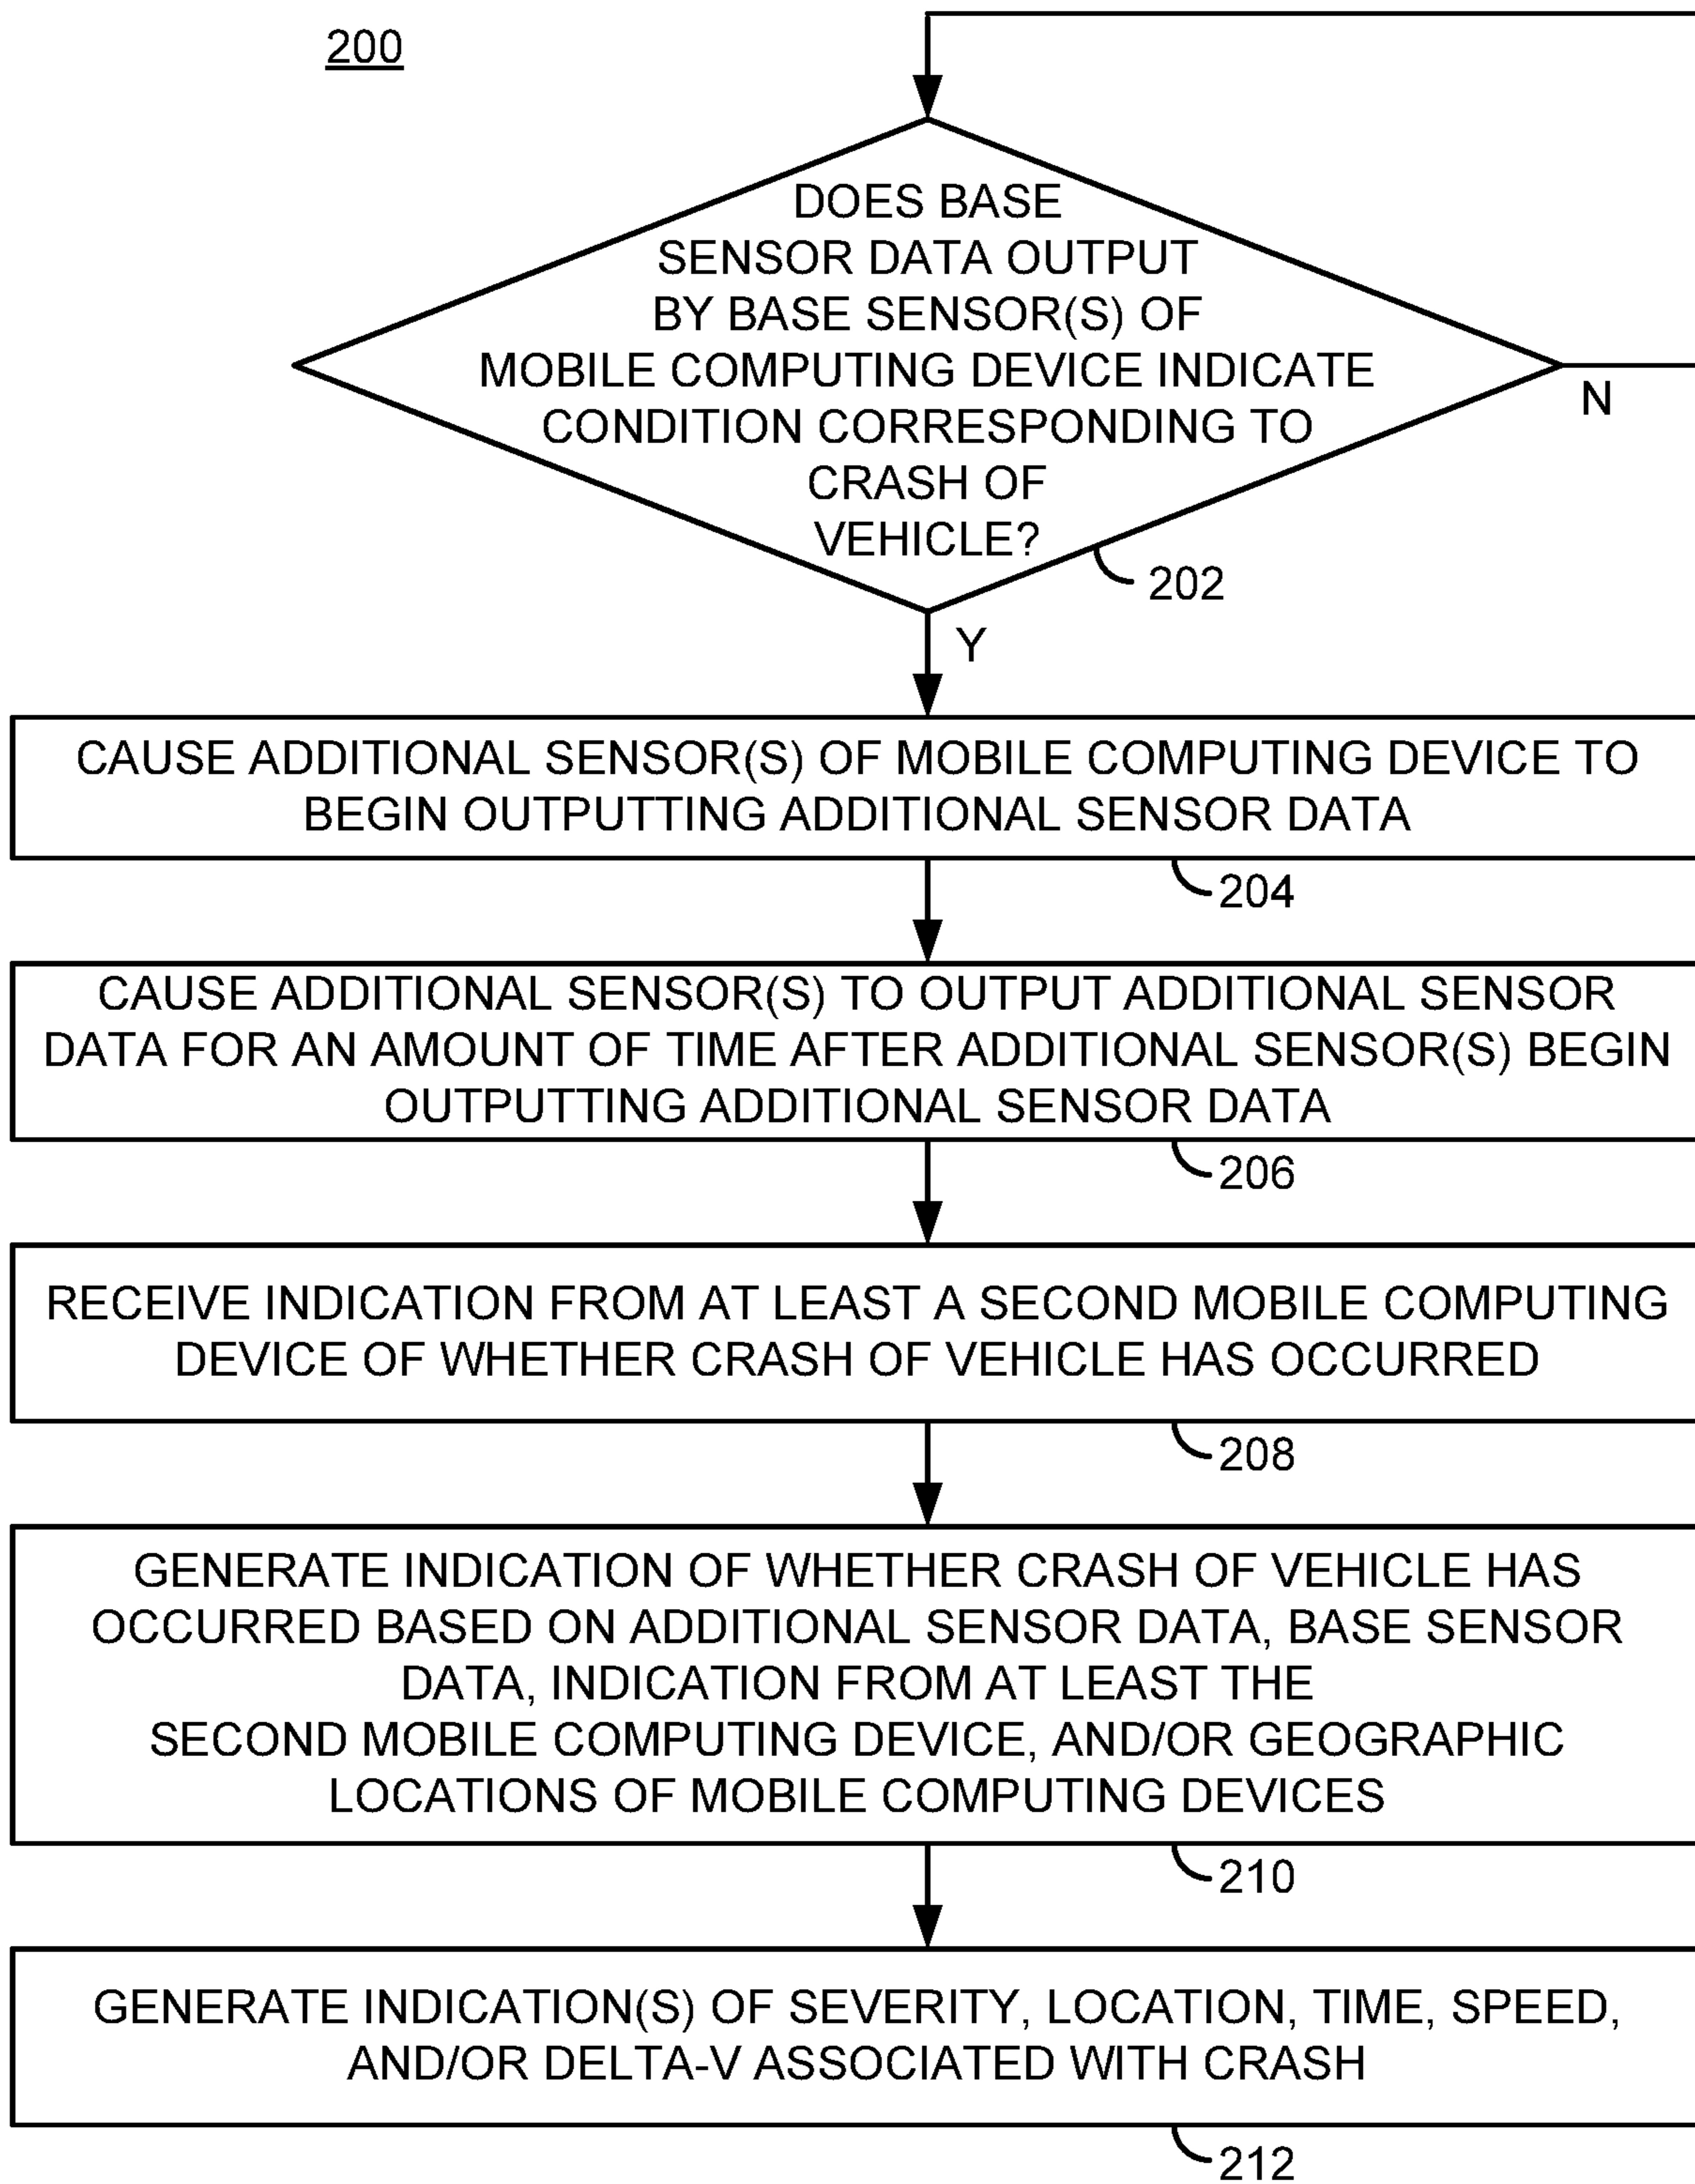 200
DOES BASE
SENSOR DATA OUTPUT
BY BASE SENSOR(S) OF
MOBILE COMPUTING DEVICE INDICATE
CONDITION CORRESPONDING TO
CRASH OF
VEHICLE?
N
202
Y
CAUSE ADDITIONAL SENSOR(S) OF MOBILE COMPUTING DEVICE TO
BEGIN OUTPUTTING ADDITIONAL SENSOR DATA
204
CAUSE ADDITIONAL SENSOR(S) TO OUTPUT ADDITIONAL SENSOR
DATA FOR AN AMOUNT OF TIME AFTER ADDITIONAL SENSOR(S) BEGIN
OUTPUTTING ADDITIONAL SENSOR DATA
206
RECEIVE INDICATION FROM AT LEAST A SECOND MOBILE COMPUTING
DEVICE OF WHETHER CRASH OF VEHICLE HAS OCCURRED
208
GENERATE INDICATION OF WHETHER CRASH OF VEHICLE HAS
OCCURRED BASED ON ADDITIONAL SENSOR DATA, BASE SENSOR
DATA, INDICATION FROM AT LEAST THE
SECOND MOBILE COMPUTING DEVICE, AND/OR GEOGRAPHIC
LOCATIONS OF MOBILE COMPUTING DEVICES
210
GENERATE INDICATION(S) OF SEVERITY, LOCATION, TIME, SPEED,
AND/OR DELTA-V ASSOCIATED WITH CRASH
212